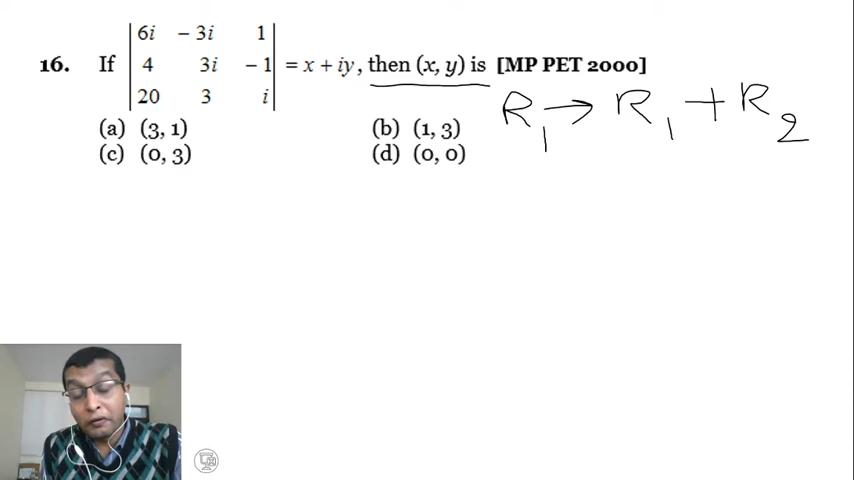 16. If | 6i − 3i 1 |
| 4 3i − 1 | = x + iy, then (x, y) is [MP PET 2000]
| 20 3 i |
R₁ → R₁ + R₂
(a) (3, 1) (b) (1, 3)
(c) (0, 3) (d) (0, 0)